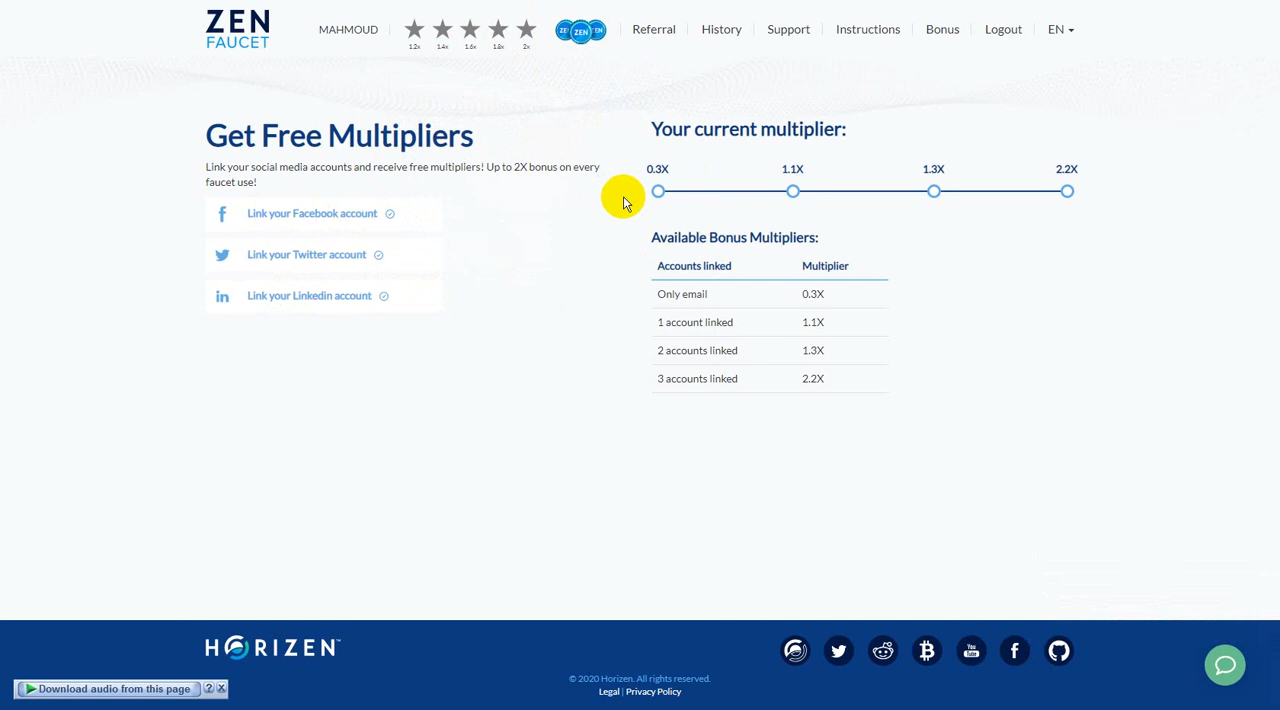 ZEN
FAUCET
MAHMOUD
1.2x 1.4x 1.6x 1.8x 2x
ZEN
Referral
History
Support
Instructions
Bonus
Logout
EN
Get Free Multipliers
Link your social media accounts and receive free multipliers! Up to 2X bonus on every
faucet use!
Link your Facebook account
Link your Twitter account
Link your Linkedin account
Your current multiplier:
0.3X 1.1X 1.3X 2.2X
Available Bonus Multipliers:
Accounts linked Multiplier
Only email 0.3X
1 account linked 1.1X
2 accounts linked 1.3X
3 accounts linked 2.2X
HORIZEN™
You Tube
© 2020 Horizen. All rights reserved.
Legal | Privacy Policy
Download audio from this page ? X